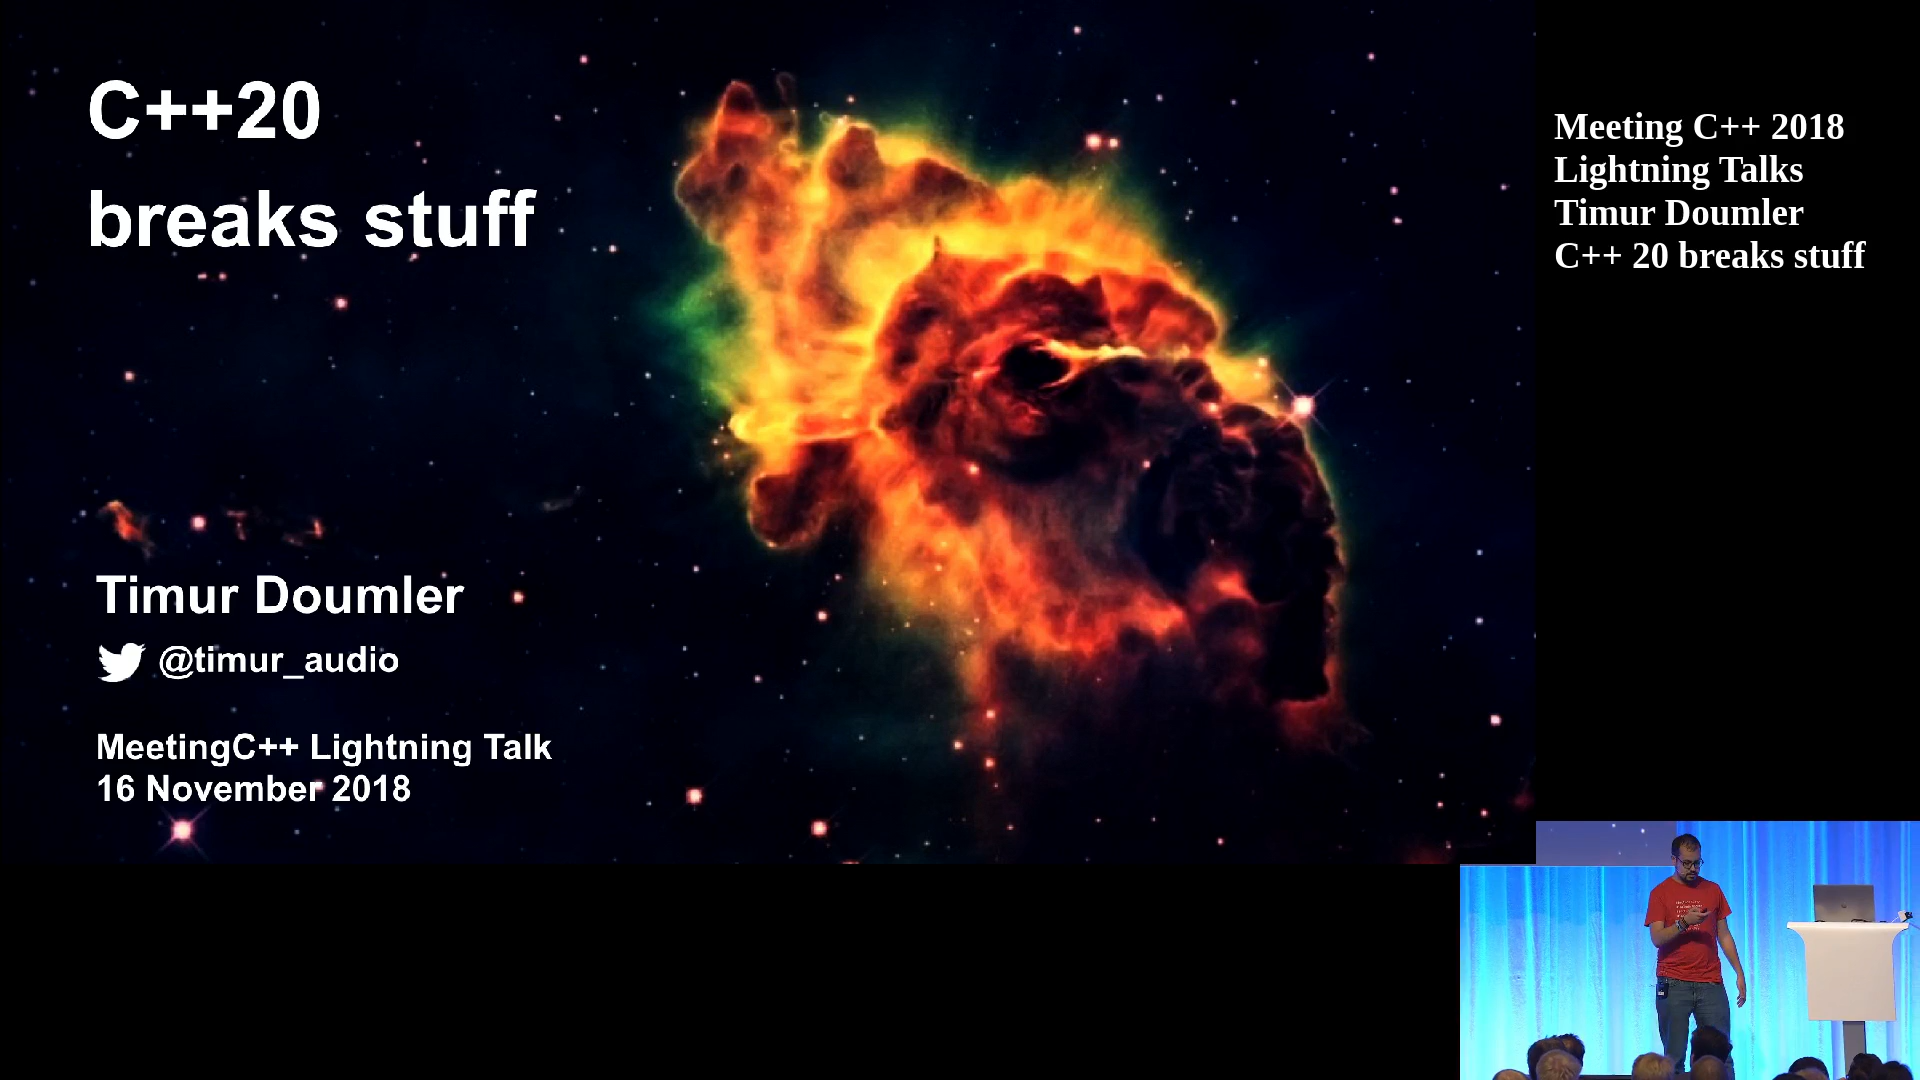 C++20
breaks stuff
Timur Doumler
@timur_audio
MeetingC++ Lightning Talk
16 November 2018
Meeting C++ 2018
Lightning Talks
Timur Doumler
C++ 20 breaks stuff